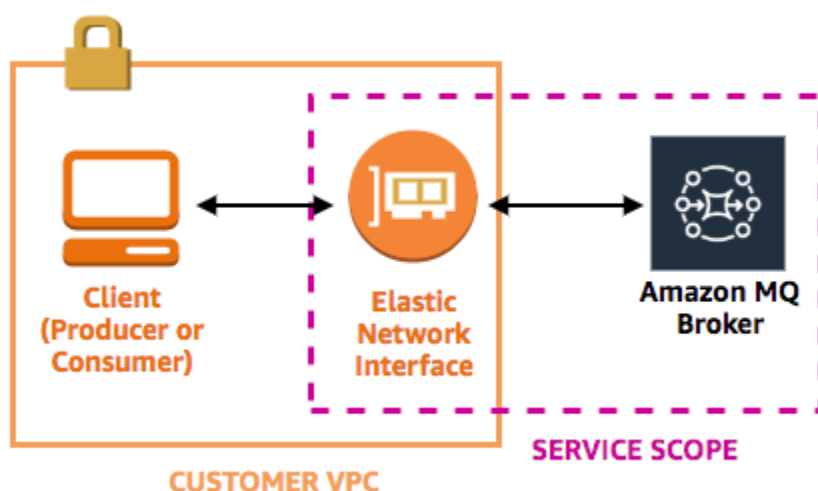 Client
(Producer or
Consumer)
Elastic
Network
Interface
Amazon MQ
Broker
SERVICE SCOPE
CUSTOMER VPC